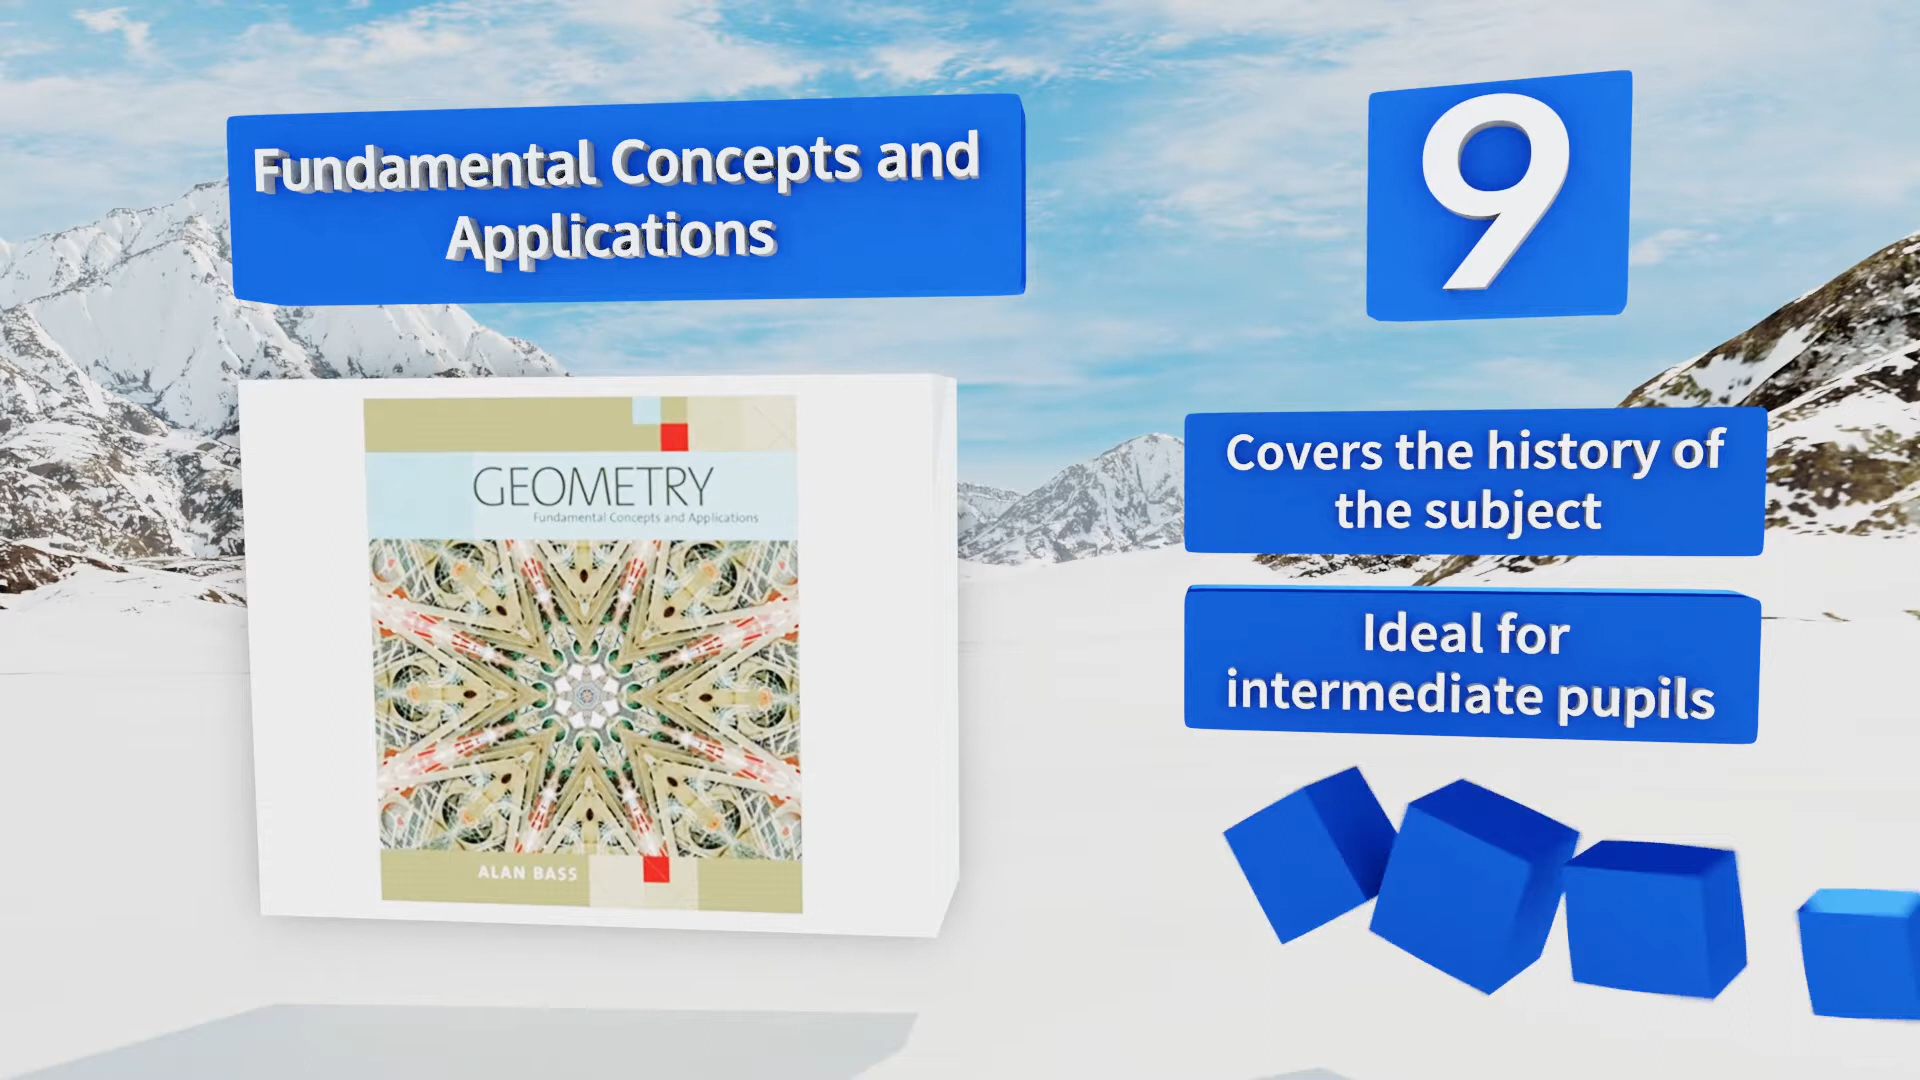 Fundamental Concepts and
Applications
9
GEOMETRY
Fundamental Concepts and Applications
ALAN BASS
Covers the history of
the subject
Ideal for
intermediate pupils